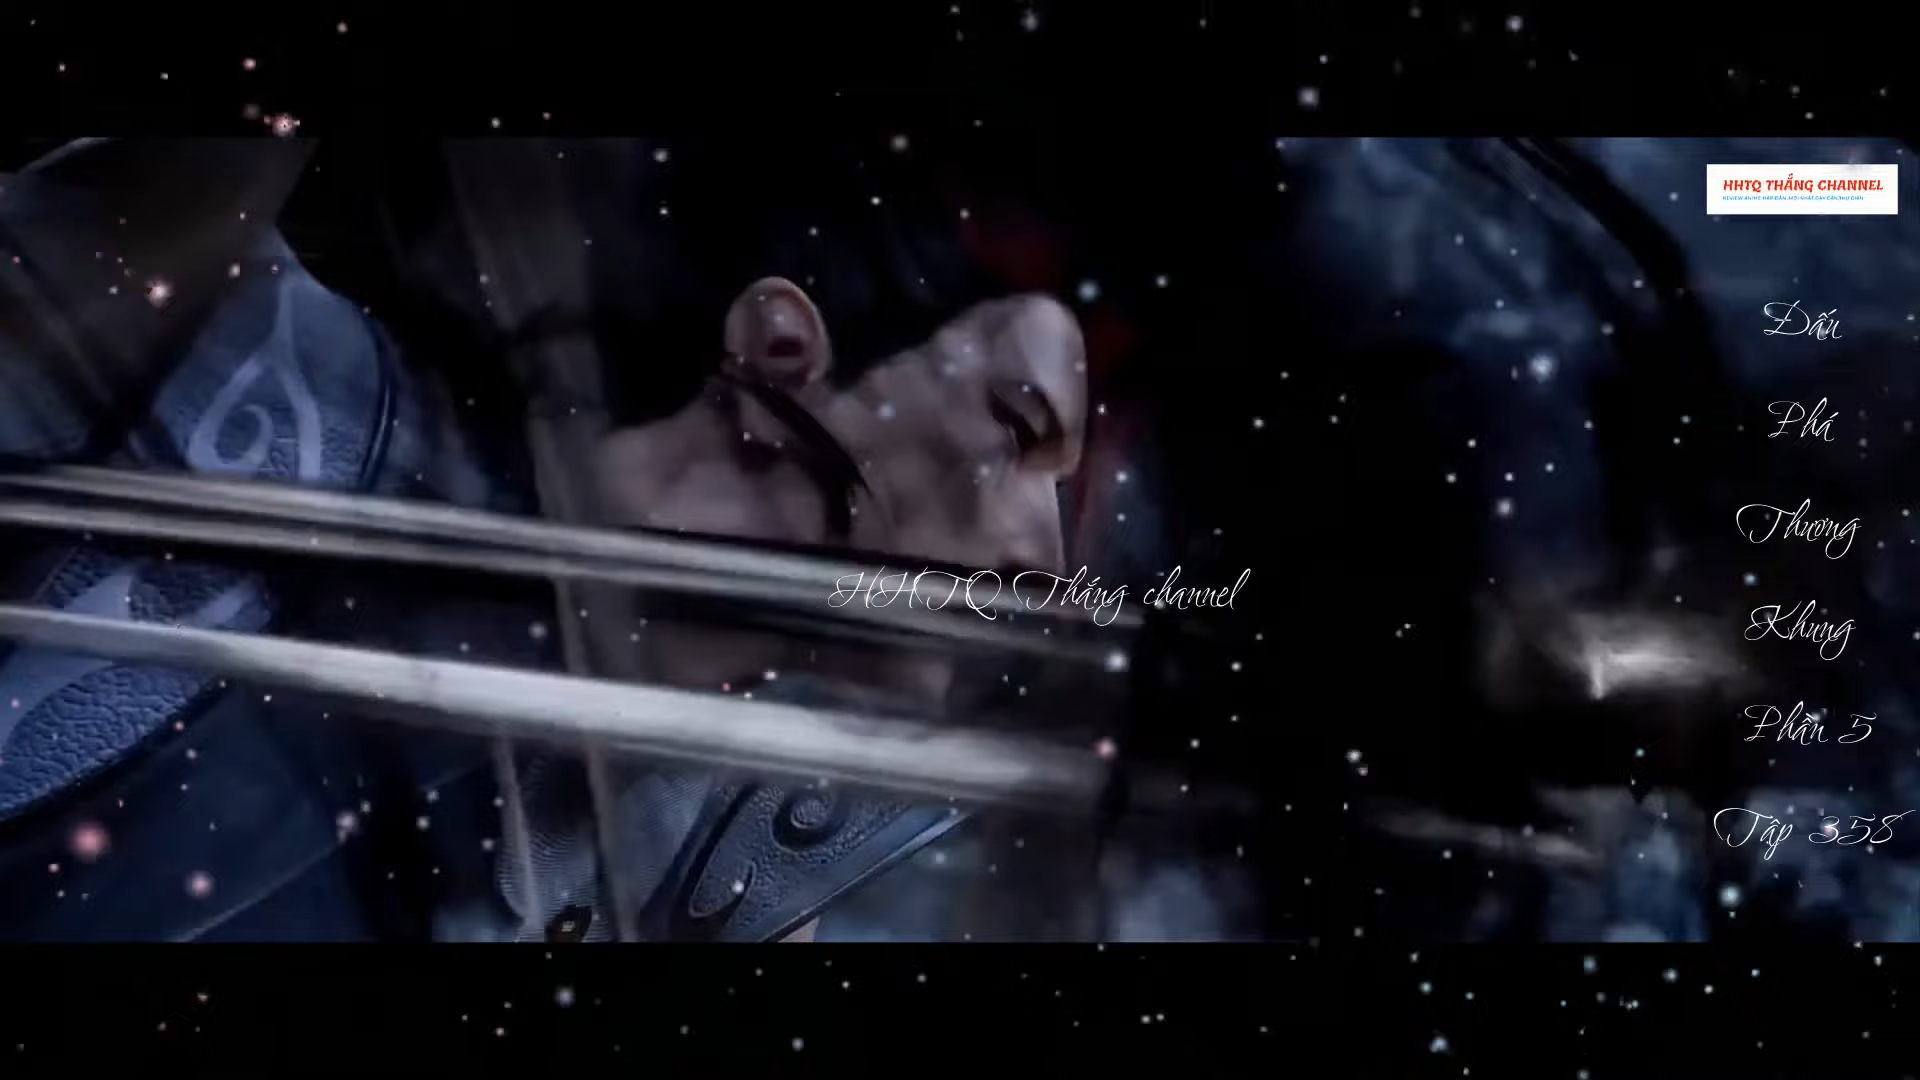 HHTQ THẮNG CHANNEL
Đấu
Phá
Thương
Khung
HHTQ Thắng channel
Phần 5
Tập 358